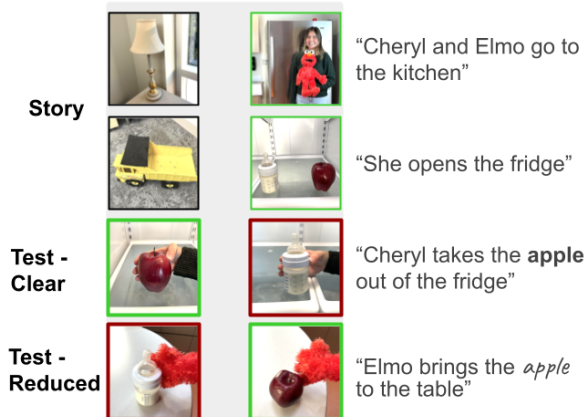 Story
“Cheryl and Elmo go to
the kitchen”
“She opens the fridge”
Test -
Clear
“Cheryl takes the apple
out of the fridge”
Test -
Reduced
“Elmo brings the apple
to the table”